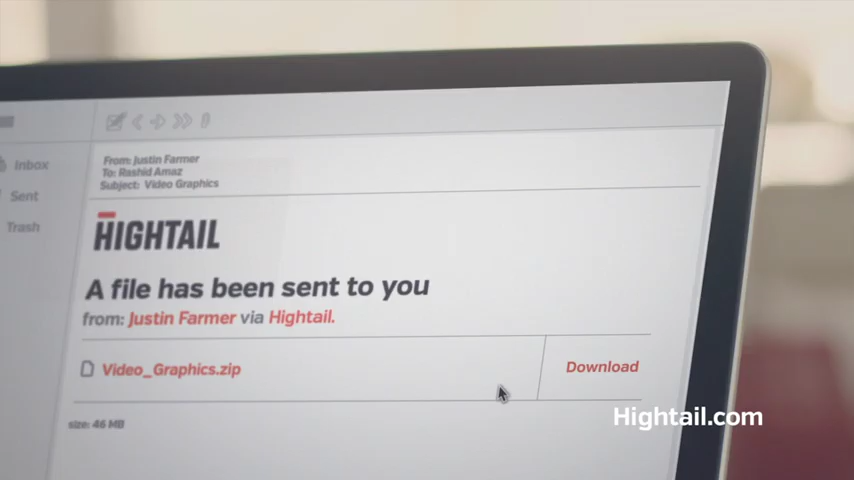 Inbox
Sent
Trash
From: Justin Farmer
To: Rashid Amaz
Subject: Video Graphics
HIGHTAIL
A file has been sent to you
from: Justin Farmer via Hightail.
Video_Graphics.zip
Download
size: 46 MB
Hightail.com